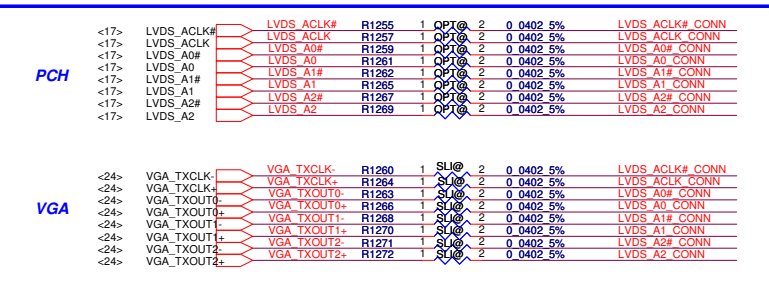 <17> LVDS_ACLK# LVDS_ACLK# R1255 1 OPT@ 2 0_0402_5% LVDS_ACLK#_CONN
<17> LVDS_ACLK LVDS_ACLK R1257 1 OPT@ 2 0_0402_5% LVDS_ACLK_CONN
<17> LVDS_A0# LVDS_A0# R1259 1 OPT@ 2 0_0402_5% LVDS_A0#_CONN
<17> LVDS_A0 LVDS_A0 R1261 1 OPT@ 2 0_0402_5% LVDS_A0_CONN
PCH
<17> LVDS_A1# LVDS_A1# R1262 1 OPT@ 2 0_0402_5% LVDS_A1#_CONN
<17> LVDS_A1 LVDS_A1 R1265 1 OPT@ 2 0_0402_5% LVDS_A1_CONN
<17> LVDS_A2# LVDS_A2# R1267 1 OPT@ 2 0_0402_5% LVDS_A2#_CONN
<17> LVDS_A2 LVDS_A2 R1269 1 OPT@ 2 0_0402_5% LVDS_A2_CONN
<24> VGA_TXCLK- VGA_TXCLK- R1260 1 SLI@ 2 0_0402_5% LVDS_ACLK#_CONN
<24> VGA_TXCLK+ VGA_TXCLK+ R1264 1 SLI@ 2 0_0402_5% LVDS_ACLK_CONN
<24> VGA_TXOUT0- VGA_TXOUT0- R1263 1 SLI@ 2 0_0402_5% LVDS_A0#_CONN
<24> VGA_TXOUT0+ VGA_TXOUT0+ R1266 1 SLI@ 2 0_0402_5% LVDS_A0_CONN
VGA
<24> VGA_TXOUT1- VGA_TXOUT1- R1268 1 SLI@ 2 0_0402_5% LVDS_A1#_CONN
<24> VGA_TXOUT1+ VGA_TXOUT1+ R1270 1 SLI@ 2 0_0402_5% LVDS_A1_CONN
<24> VGA_TXOUT2- VGA_TXOUT2- R1271 1 SLI@ 2 0_0402_5% LVDS_A2#_CONN
<24> VGA_TXOUT2+ VGA_TXOUT2+ R1272 1 SLI@ 2 0_0402_5% LVDS_A2_CONN